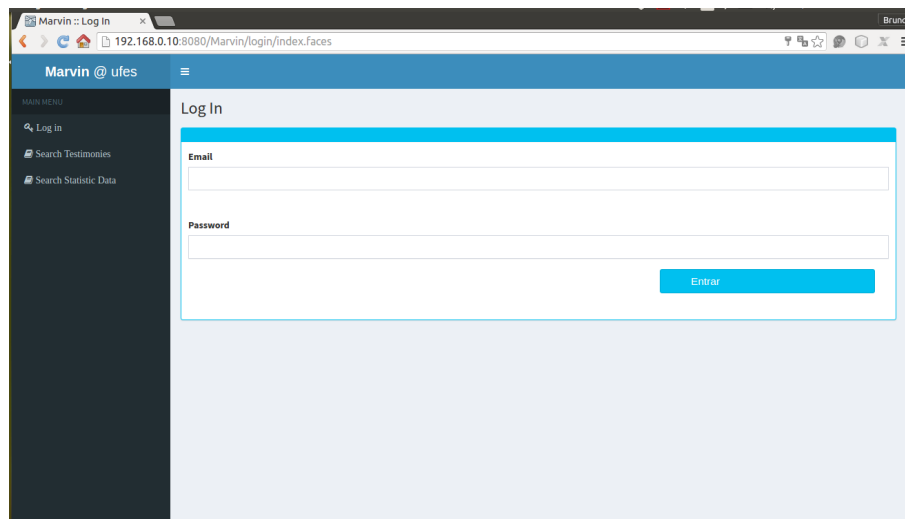 Marvin :: Log In
Bruno
192.168.0.10:8080/Marvin/login/index.faces
Marvin @ ufes
MAIN MENU
Log in
Search Testimonies
Search Statistic Data
Log In
Email
Password
Entrar